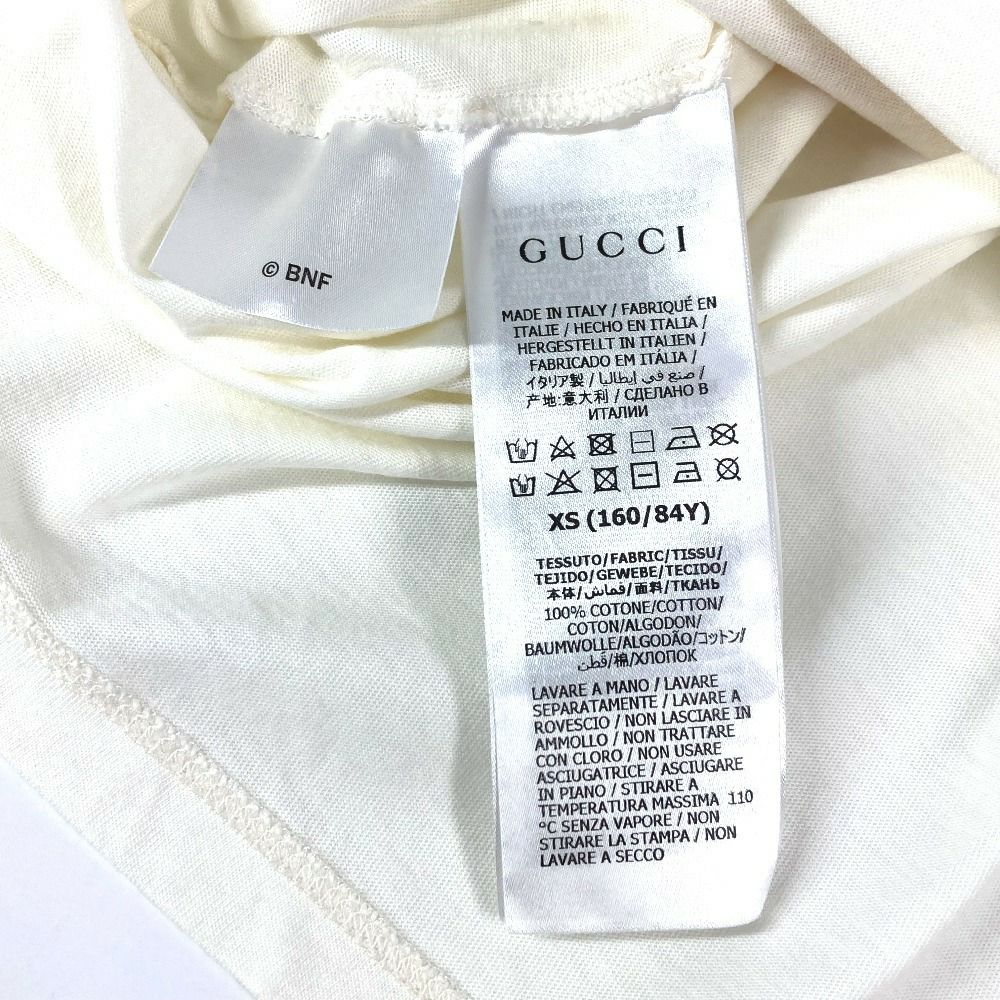 © BNF
GUCCI
MADE IN ITALY / FABRIQUÉ EN
ITALIE / HECHO EN ITALIA /
HERGESTELLT IN ITALIEN /
FABRICADO EM ITÁLIA /
イタリア製 / صنع في إيطاليا /
产地:意大利 / СДЕЛАНО В
ИТАЛИИ
XS (160/84Y)
TESSUTO/FABRIC/TISSU/
TEJIDO/GEWEBE/TECIDO/
本体/قماش/面料/ТКАНЬ
100% COTONE/COTTON/
COTON/ALGODON/
BAUMWOLLE/ALGODÃO/コットン/
قطن/棉/ХЛОПОК
LAVARE A MANO / LAVARE
SEPARATAMENTE / LAVARE A
ROVESCIO / NON LASCIARE IN
AMMOLLO / NON TRATTARE
CON CLORO / NON USARE
ASCIUGATRICE / ASCIUGARE
IN PIANO / STIRARE A
TEMPERATURA MASSIMA 110
°C SENZA VAPORE / NON
STIRARE LA STAMPA / NON
LAVARE A SECCO